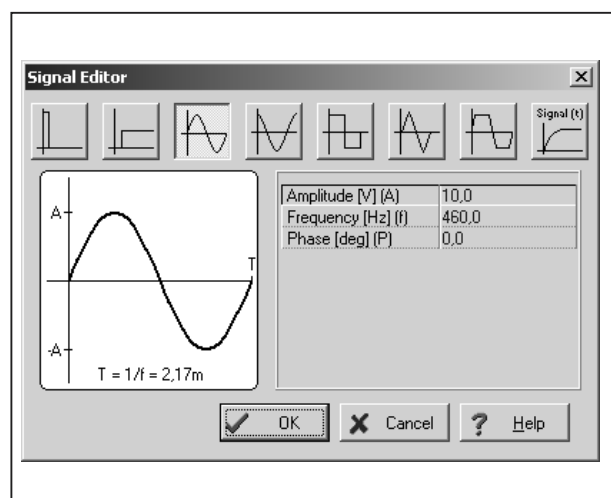 Signal Editor
Signal (t)
Amplitude [V] (A) 10,0
Frequency [Hz] (f) 460,0
Phase [deg] (P) 0,0
A
T
-A
T = 1/f = 2,17m
OK Cancel ? Help